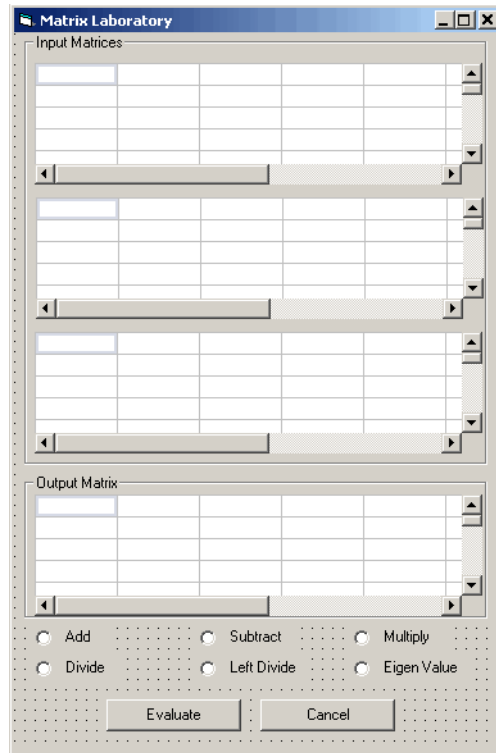 Matrix Laboratory
Input Matrices
Output Matrix
Add Subtract Multiply
Divide Left Divide Eigen Value
Evaluate Cancel